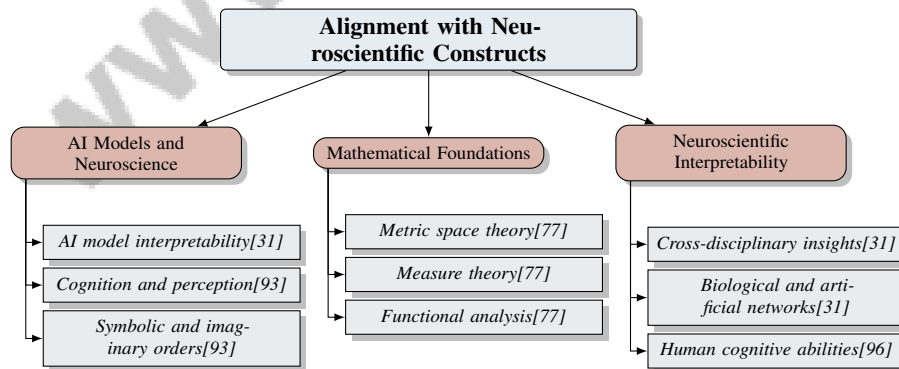 Alignment with Neu-
roscientific Constructs
AI Models and
Neuroscience
AI model interpretability[31]
Cognition and perception[93]
Symbolic and imag-
inary orders[93]
Mathematical Foundations
Metric space theory[77]
Measure theory[77]
Functional analysis[77]
Neuroscientific
Interpretability
Cross-disciplinary insights[31]
Biological and arti-
ficial networks[31]
Human cognitive abilities[96]